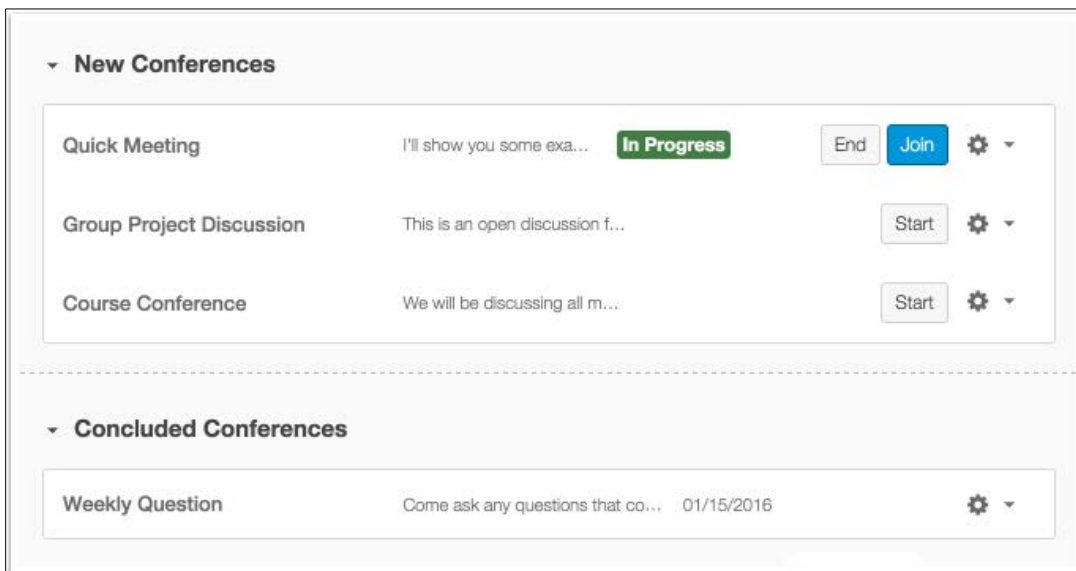 New Conferences
Quick Meeting I'll show you some exa... In Progress End Join
Group Project Discussion This is an open discussion f... Start
Course Conference We will be discussing all m... Start
Concluded Conferences
Weekly Question Come ask any questions that co... 01/15/2016